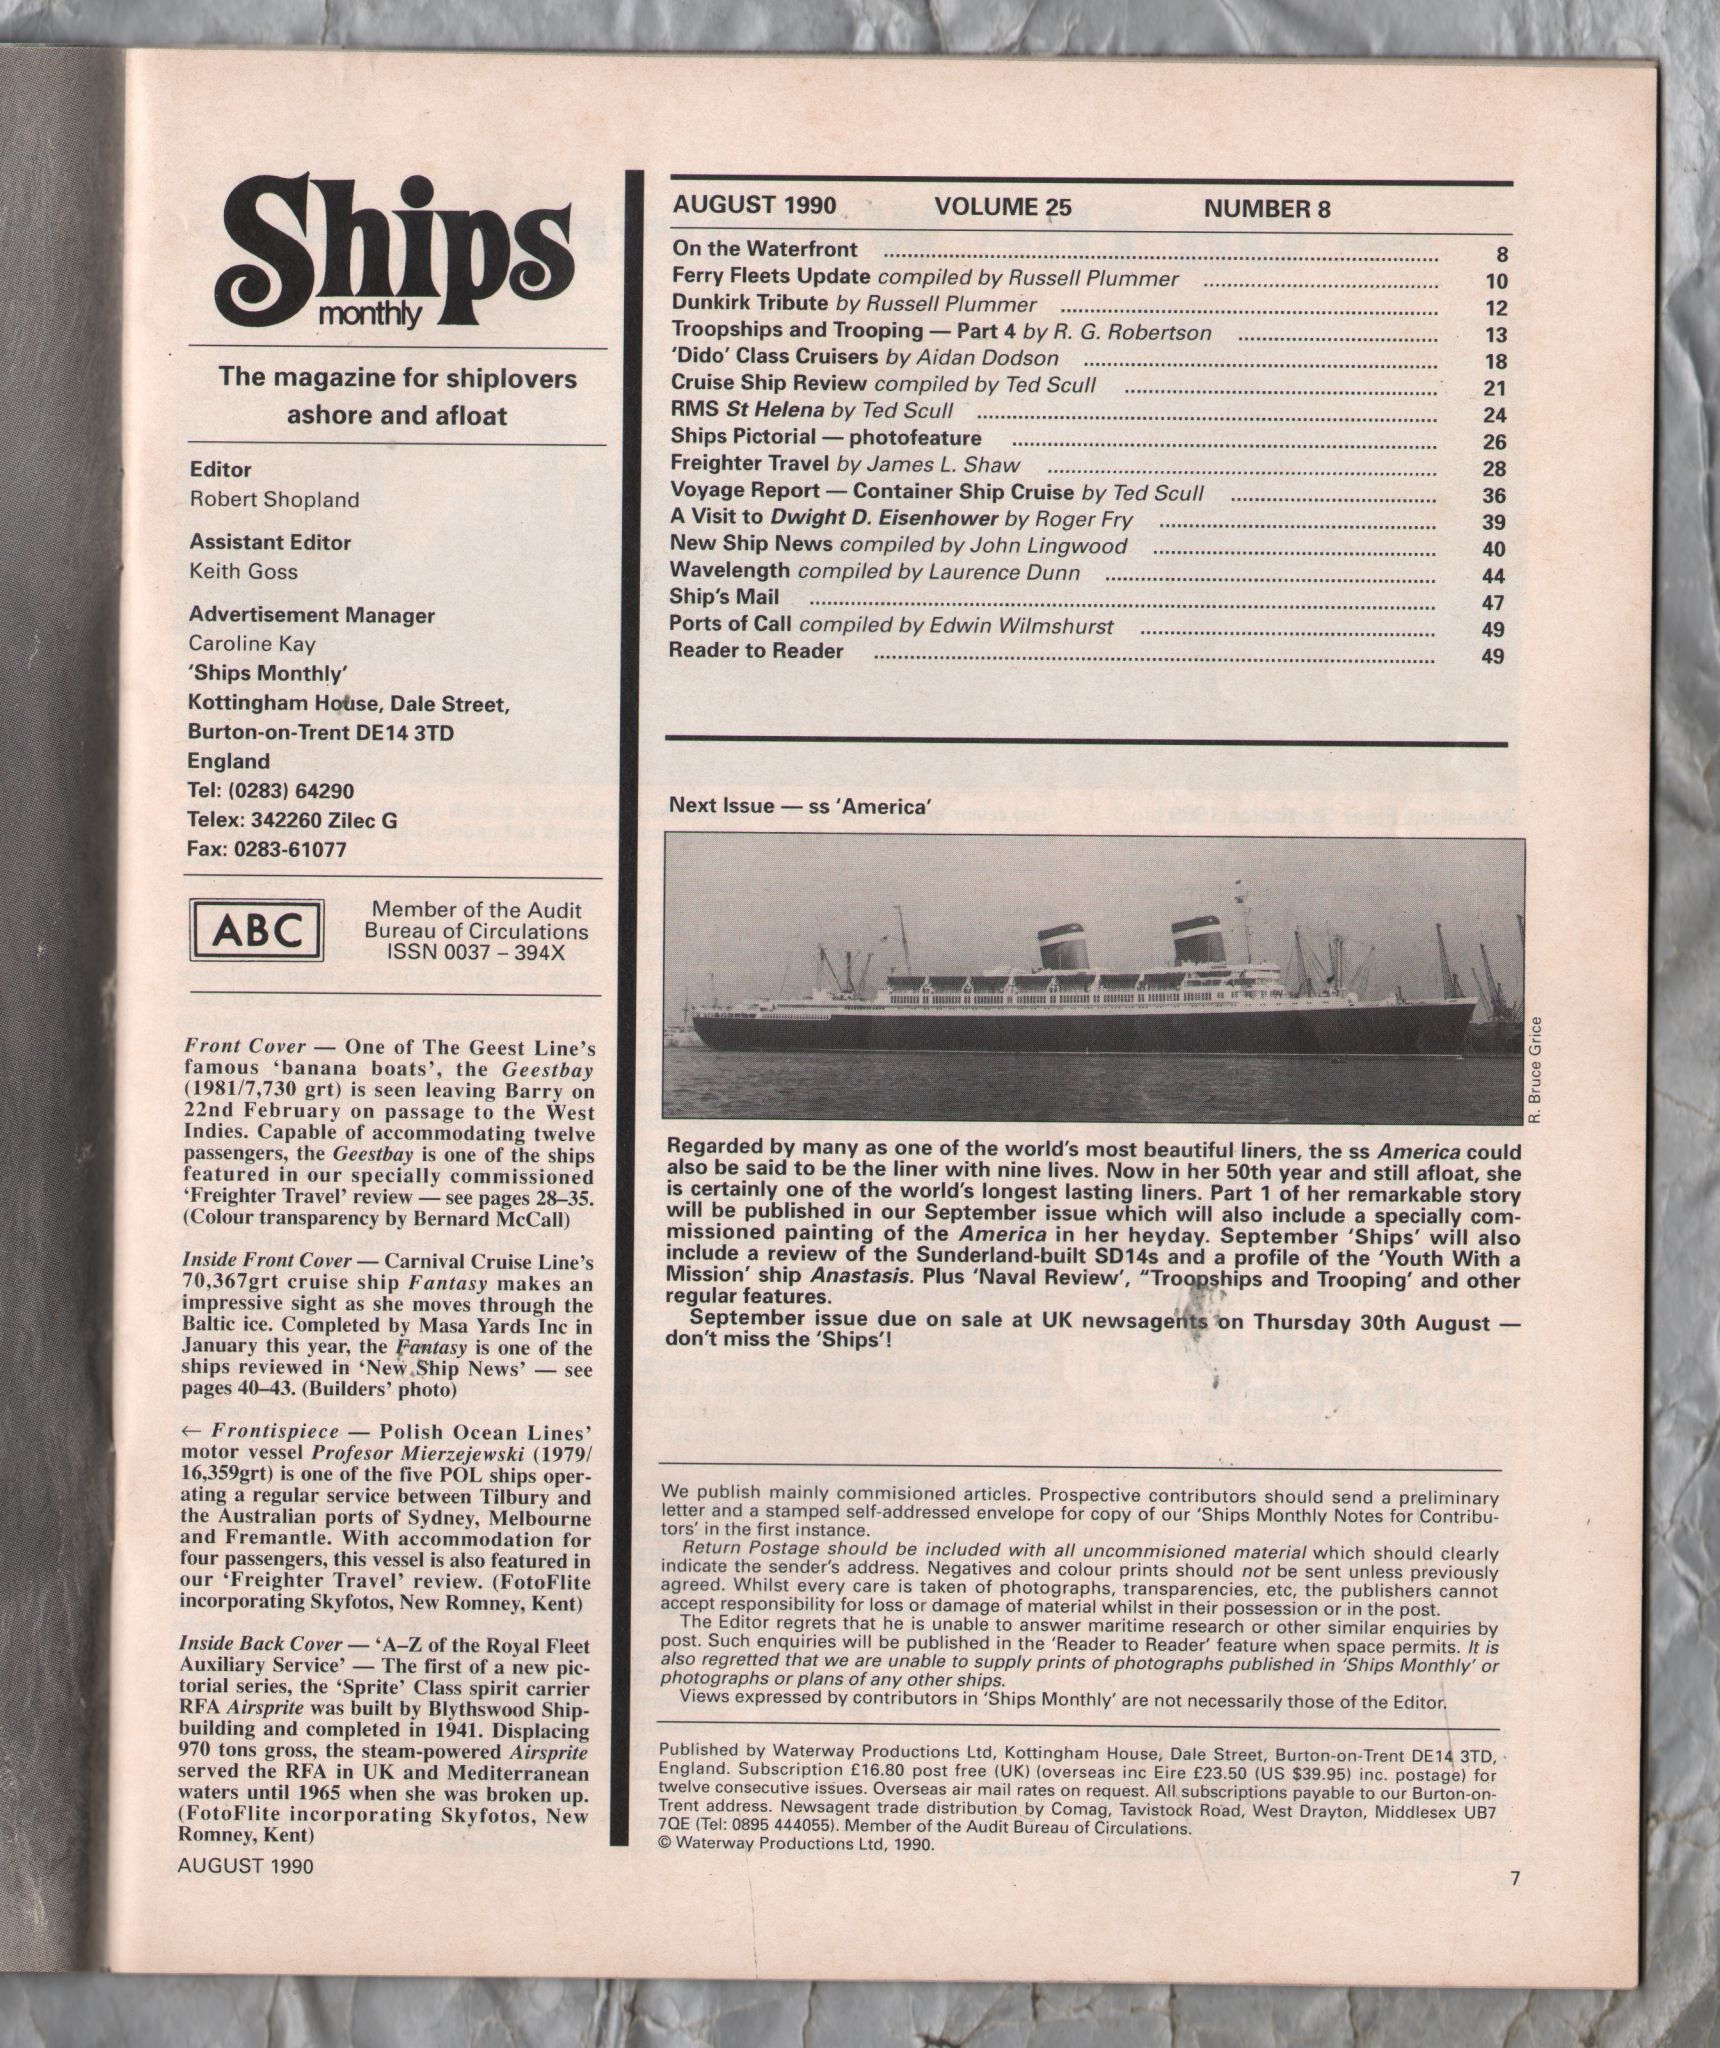 Ships
monthly
The magazine for shiplovers
ashore and afloat
Editor
Robert Shopland
Assistant Editor
Keith Goss
Advertisement Manager
Caroline Kay
‘Ships Monthly’
Kottingham House, Dale Street,
Burton-on-Trent DE14 3TD
England
Tel: (0283) 64290
Telex: 342260 Zilec G
Fax: 0283-61077
ABC
Member of the Audit
Bureau of Circulations
ISSN 0037 – 394X
Front Cover — One of The Geest Line’s
famous ‘banana boats’, the Geestbay
(1981/7,730 grt) is seen leaving Barry on
22nd February on passage to the West
Indies. Capable of accommodating twelve
passengers, the Geestbay is one of the ships
featured in our specially commissioned
‘Freighter Travel’ review — see pages 28–35.
(Colour transparency by Bernard McCall)
Inside Front Cover — Carnival Cruise Line’s
70,367grt cruise ship Fantasy makes an
impressive sight as she moves through the
Baltic ice. Completed by Masa Yards Inc in
January this year, the Fantasy is one of the
ships reviewed in ‘New Ship News’ — see
pages 40–43. (Builders’ photo)
← Frontispiece — Polish Ocean Lines’
motor vessel Profesor Mierzejewski (1979/
16,359grt) is one of the five POL ships oper-
ating a regular service between Tilbury and
the Australian ports of Sydney, Melbourne
and Fremantle. With accommodation for
four passengers, this vessel is also featured in
our ‘Freighter Travel’ review. (FotoFlite
incorporating Skyfotos, New Romney, Kent)
Inside Back Cover — ‘A–Z of the Royal Fleet
Auxiliary Service’ — The first of a new pic-
torial series, the ‘Sprite’ Class spirit carrier
RFA Airsprite was built by Blythswood Ship-
building and completed in 1941. Displacing
970 tons gross, the steam-powered Airsprite
served the RFA in UK and Mediterranean
waters until 1965 when she was broken up.
(FotoFlite incorporating Skyfotos, New
Romney, Kent)
AUGUST 1990
AUGUST 1990 VOLUME 25 NUMBER 8
On the Waterfront 8
Ferry Fleets Update compiled by Russell Plummer 10
Dunkirk Tribute by Russell Plummer 12
Troopships and Trooping — Part 4 by R. G. Robertson 13
‘Dido’ Class Cruisers by Aidan Dodson 18
Cruise Ship Review compiled by Ted Scull 21
RMS St Helena by Ted Scull 24
Ships Pictorial — photofeature 26
Freighter Travel by James L. Shaw 28
Voyage Report — Container Ship Cruise by Ted Scull 36
A Visit to Dwight D. Eisenhower by Roger Fry 39
New Ship News compiled by John Lingwood 40
Wavelength compiled by Laurence Dunn 44
Ship’s Mail 47
Ports of Call compiled by Edwin Wilmshurst 49
Reader to Reader 49
Next Issue — ss ‘America’
R. Bruce Grice
Regarded by many as one of the world’s most beautiful liners, the ss America could
also be said to be the liner with nine lives. Now in her 50th year and still afloat, she
is certainly one of the world’s longest lasting liners. Part 1 of her remarkable story
will be published in our September issue which will also include a specially com-
missioned painting of the America in her heyday. September ‘Ships’ will also
include a review of the Sunderland-built SD14s and a profile of the ‘Youth With a
Mission’ ship Anastasis. Plus ‘Naval Review’, “Troopships and Trooping’ and other
regular features.
September issue due on sale at UK newsagents on Thursday 30th August —
don’t miss the ‘Ships’!
We publish mainly commisioned articles. Prospective contributors should send a preliminary
letter and a stamped self-addressed envelope for copy of our ‘Ships Monthly Notes for Contribu-
tors’ in the first instance.
Return Postage should be included with all uncommisioned material which should clearly
indicate the sender’s address. Negatives and colour prints should not be sent unless previously
agreed. Whilst every care is taken of photographs, transparencies, etc, the publishers cannot
accept responsibility for loss or damage of material whilst in their possession or in the post.
The Editor regrets that he is unable to answer maritime research or other similar enquiries by
post. Such enquiries will be published in the ‘Reader to Reader’ feature when space permits. It is
also regretted that we are unable to supply prints of photographs published in ‘Ships Monthly’ or
photographs or plans of any other ships.
Views expressed by contributors in ‘Ships Monthly’ are not necessarily those of the Editor.
Published by Waterway Productions Ltd, Kottingham House, Dale Street, Burton-on-Trent DE14 3TD,
England. Subscription £16.80 post free (UK) (overseas inc Eire £23.50 (US $39.95) inc. postage) for
twelve consecutive issues. Overseas air mail rates on request. All subscriptions payable to our Burton-on-
Trent address. Newsagent trade distribution by Comag, Tavistock Road, West Drayton, Middlesex UB7
7QE (Tel: 0895 444055). Member of the Audit Bureau of Circulations.
© Waterway Productions Ltd, 1990.
7